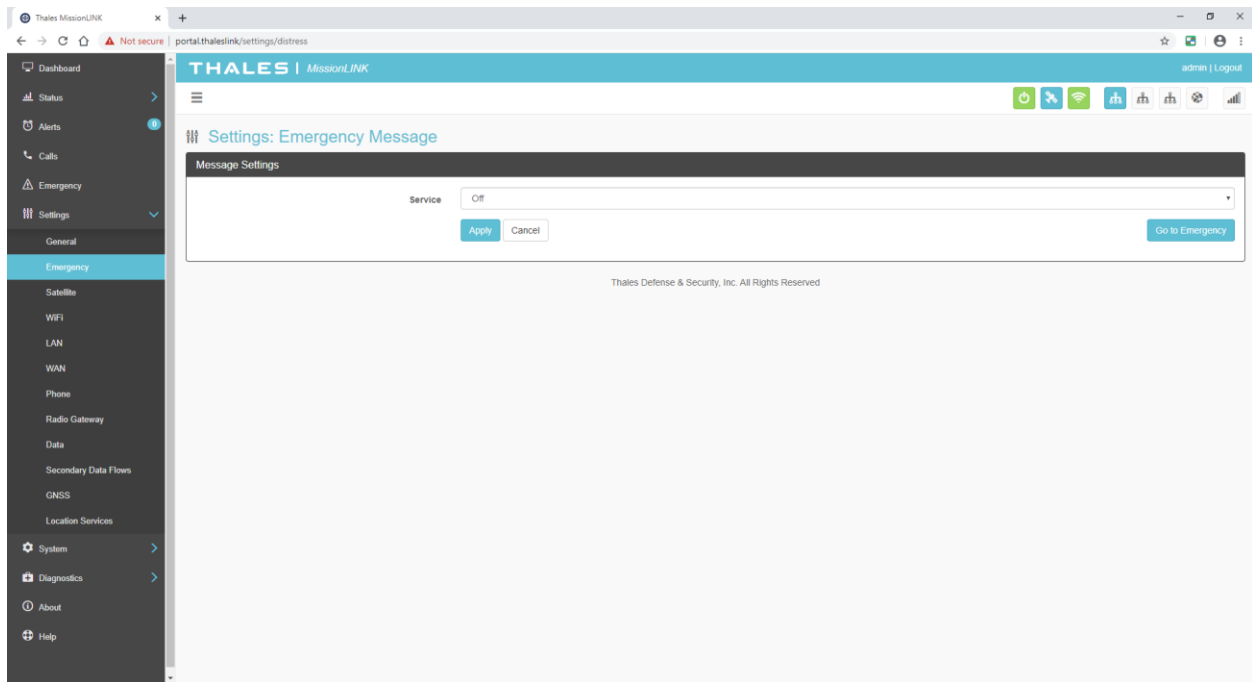 Thales MissionLINK
Not secure | portal.thaleslink/settings/distress
Dashboard
THALES | MissionLINK
admin | Logout
Status
Alerts
0
Calls
Settings: Emergency Message
Message Settings
Emergency
Service
Off
Settings
Apply
Cancel
Go to Emergency
General
Emergency
Thales Defense & Security, Inc. All Rights Reserved
Satellite
WiFi
LAN
WAN
Phone
Radio Gateway
Data
Secondary Data Flows
GNSS
Location Services
System
Diagnostics
About
Help